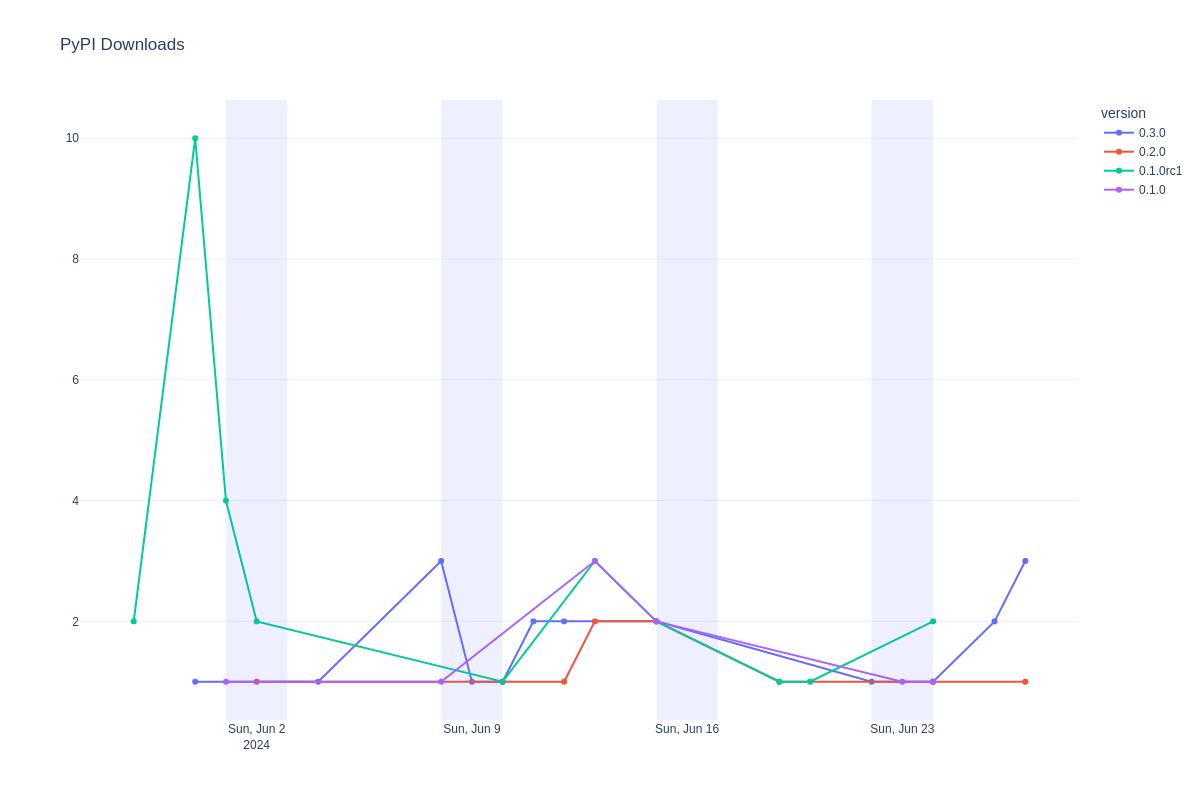 PyPI Downloads
version
0.3.0
0.2.0
0.1.0rc1
0.1.0
10
8
6
4
2
Sun, Jun 2
2024
Sun, Jun 9
Sun, Jun 16
Sun, Jun 23